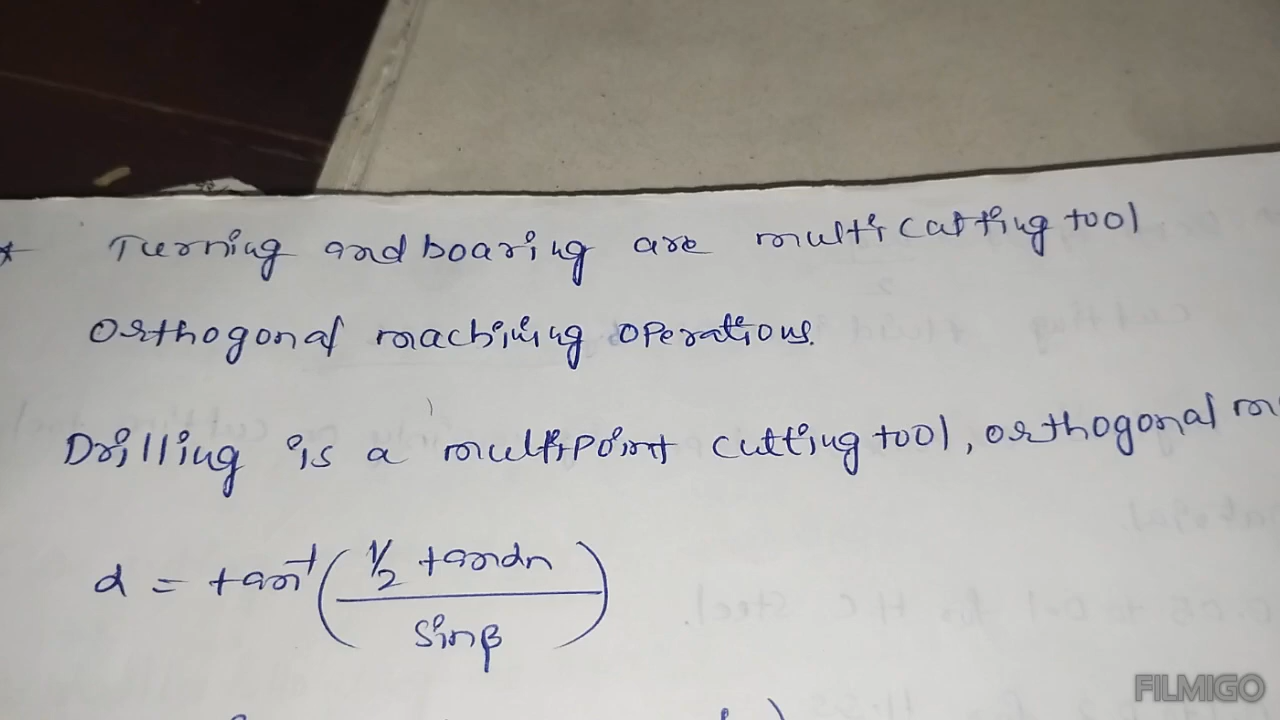 * Turning and boaring are multi cutting tool
Orthogonal machining operations.
Drilling is a multipoint cutting tool, orthogonal m
α = tan⁻¹ (1/2 tanαn / sinβ)
FILMIGO